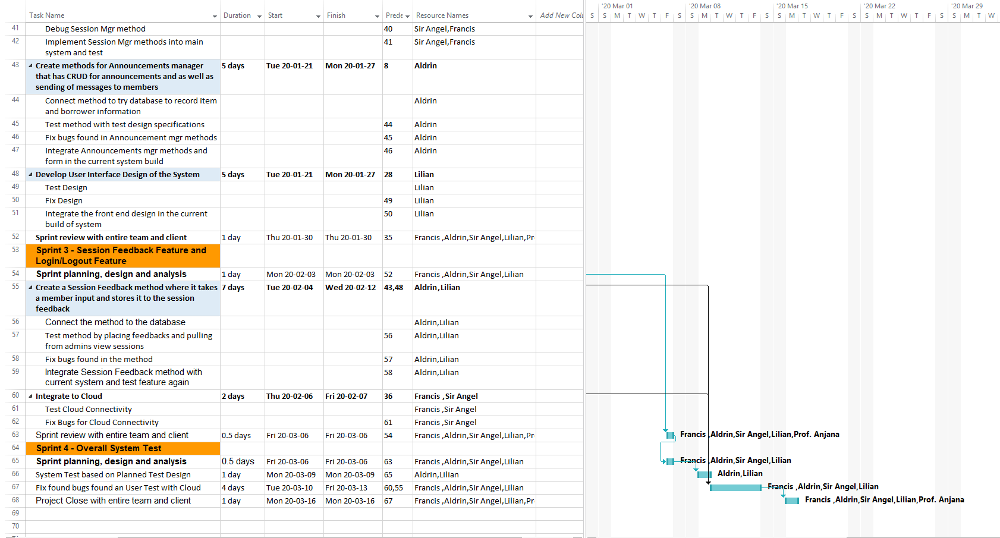 Task Name Duration Start Finish Prede Resource Names Add New Colu
'20 Mar 01 '20 Mar 08 '20 Mar 15 '20 Mar 22 '20 Mar 29
S S M T W T F S S M T W T F S S M T W T F S S M T W T F S S M T W
41 Debug Session Mgr method 40 Sir Angel,Francis
42 Implement Session Mgr methods into main 41 Sir Angel,Francis
system and test
43 Create methods for Announcements manager 5 days Tue 20-01-21 Mon 20-01-27 8 Aldrin
that has CRUD for announcements and as well as
sending of messages to members
44 Connect method to try database to record item Aldrin
and borrower information
45 Test method with test design specifications 44 Aldrin
46 Fix bugs found in Announcement mgr methods 45 Aldrin
47 Integrate Announcements mgr methods and 46 Aldrin
form in the current system build
48 Develop User Interface Design of the System 5 days Tue 20-01-21 Mon 20-01-27 28 Lilian
49 Test Design Lilian
50 Fix Design 49 Lilian
51 Integrate the front end design in the current 50 Lilian
build of system
52 Sprint review with entire team and client 1 day Thu 20-01-30 Thu 20-01-30 35 Francis ,Aldrin,Sir Angel,Lilian,Pr
53 Sprint 3 - Session Feedback Feature and
Login/Logout Feature
54 Sprint planning, design and analysis 1 day Mon 20-02-03 Mon 20-02-03 52 Francis ,Aldrin,Sir Angel,Lilian
55 Create a Session Feedback method where it takes 7 days Tue 20-02-04 Wed 20-02-12 43,48 Aldrin,Lilian
a member input and stores it to the session
feedback
56 Connect the method to the database Aldrin,Lilian
57 Test method by placing feedbacks and pulling 56 Aldrin,Lilian
from admins view sessions
58 Fix bugs found in the method 57 Aldrin,Lilian
59 Integrate Session Feedback method with 58 Aldrin,Lilian
current system and test feature again
60 Integrate to Cloud 2 days Thu 20-02-06 Fri 20-02-07 36 Francis ,Sir Angel
61 Test Cloud Connectivity Francis ,Sir Angel
62 Fix Bugs for Cloud Connectivity 61 Francis ,Sir Angel
63 Sprint review with entire team and client 0.5 days Fri 20-03-06 Fri 20-03-06 54 Francis ,Aldrin,Sir Angel,Lilian,Pr Francis ,Aldrin,Sir Angel,Lilian,Prof. Anjana
64 Sprint 4 - Overall System Test
65 Sprint planning, design and analysis 0.5 days Fri 20-03-06 Fri 20-03-06 63 Francis ,Aldrin,Sir Angel,Lilian Francis ,Aldrin,Sir Angel,Lilian
66 System Test based on Planned Test Design 1 day Mon 20-03-09 Mon 20-03-09 65 Aldrin,Lilian Aldrin,Lilian
67 Fix found bugs found an User Test with Cloud 4 days Tue 20-03-10 Fri 20-03-13 60,55 Francis ,Aldrin,Sir Angel,Lilian Francis ,Aldrin,Sir Angel,Lilian
68 Project Close with entire team and client 1 day Mon 20-03-16 Mon 20-03-16 67 Francis ,Aldrin,Sir Angel,Lilian,Pr Francis ,Aldrin,Sir Angel,Lilian,Prof. Anjana
69
70